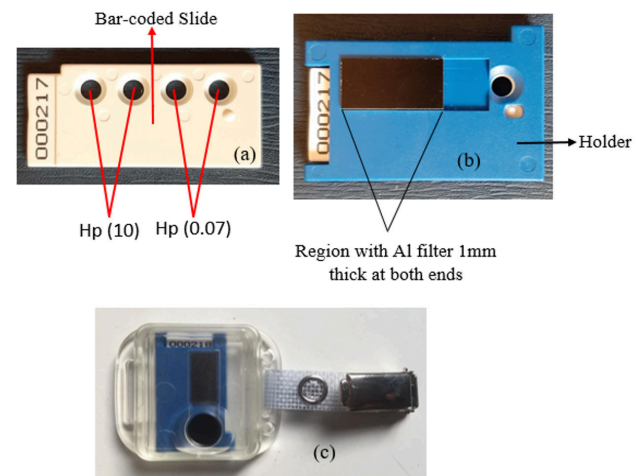 Bar-coded Slide
000217
(a)
000217
(b)
Holder
Hp (10)
Hp (0.07)
Region with Al filter 1mm
thick at both ends
000219
(c)